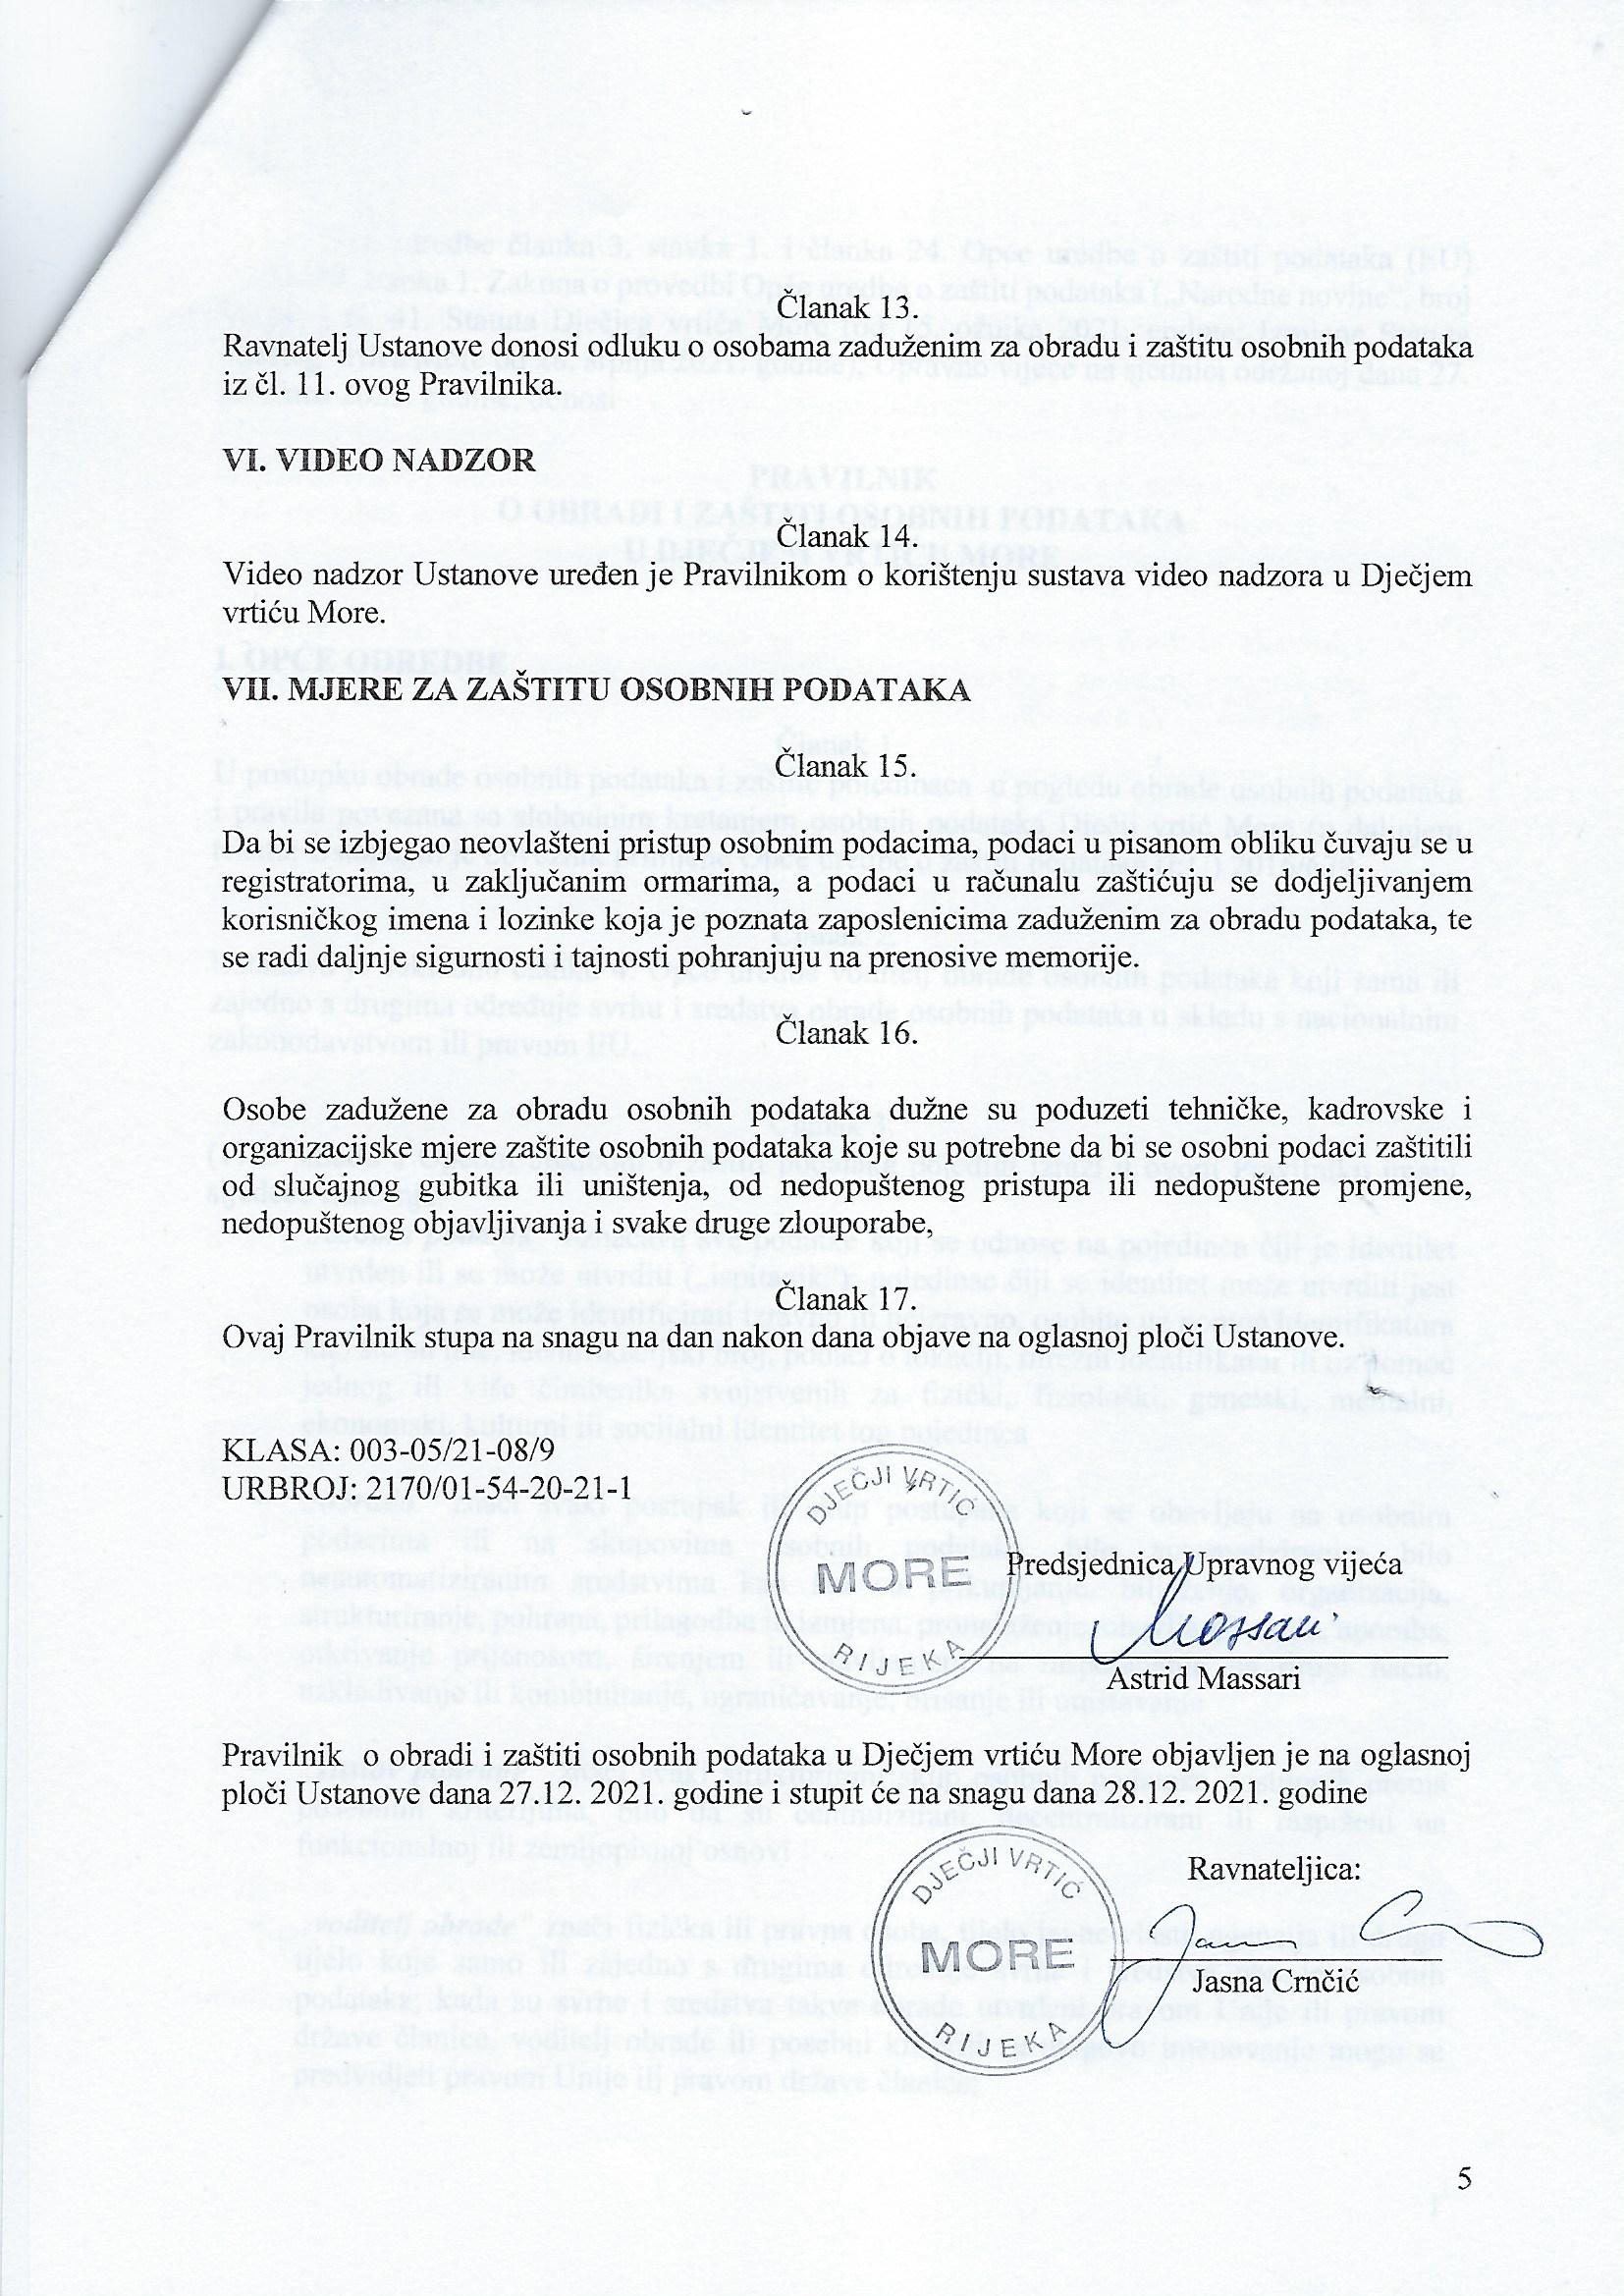 Članak 13.
Ravnatelj Ustanove donosi odluku o osobama zaduženim za obradu i zaštitu osobnih podataka
iz čl. 11. ovog Pravilnika.
VI. VIDEO NADZOR
Članak 14.
Video nadzor Ustanove uređen je Pravilnikom o korištenju sustava video nadzora u Dječjem
vrtiću More.
VII. MJERE ZA ZAŠTITU OSOBNIH PODATAKA
Članak 15.
Da bi se izbjegao neovlašteni pristup osobnim podacima, podaci u pisanom obliku čuvaju se u
registratorima, u zaključanim ormarima, a podaci u računalu zaštićuju se dodjeljivanjem
korisničkog imena i lozinke koja je poznata zaposlenicima zaduženim za obradu podataka, te
se radi daljnje sigurnosti i tajnosti pohranjuju na prenosive memorije.
Članak 16.
Osobe zadužene za obradu osobnih podataka dužne su poduzeti tehničke, kadrovske i
organizacijske mjere zaštite osobnih podataka koje su potrebne da bi se osobni podaci zaštitili
od slučajnog gubitka ili uništenja, od nedopuštenog pristupa ili nedopuštene promjene,
nedopuštenog objavljivanja i svake druge zlouporabe,
Članak 17.
Ovaj Pravilnik stupa na snagu na dan nakon dana objave na oglasnoj ploči Ustanove.
KLASA: 003-05/21-08/9
URBROJ: 2170/01-54-20-21-1
DJEČJI VRTIĆ
MORE
RIJEKA
Predsjednica Upravnog vijeća
Massari
Astrid Massari
Pravilnik o obradi i zaštiti osobnih podataka u Dječjem vrtiću More objavljen je na oglasnoj
ploči Ustanove dana 27.12. 2021. godine i stupit će na snagu dana 28.12. 2021. godine
DJEČJI VRTIĆ
MORE
RIJEKA
Ravnateljica:
Jasna Crnčić
5